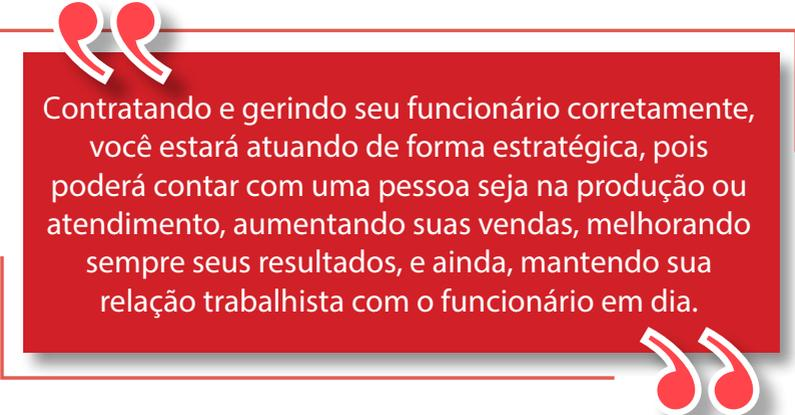 Contratando e gerindo seu funcionário corretamente,
você estará atuando de forma estratégica, pois
poderá contar com uma pessoa seja na produção ou
atendimento, aumentando suas vendas, melhorando
sempre seus resultados, e ainda, mantendo sua
relação trabalhista com o funcionário em dia.